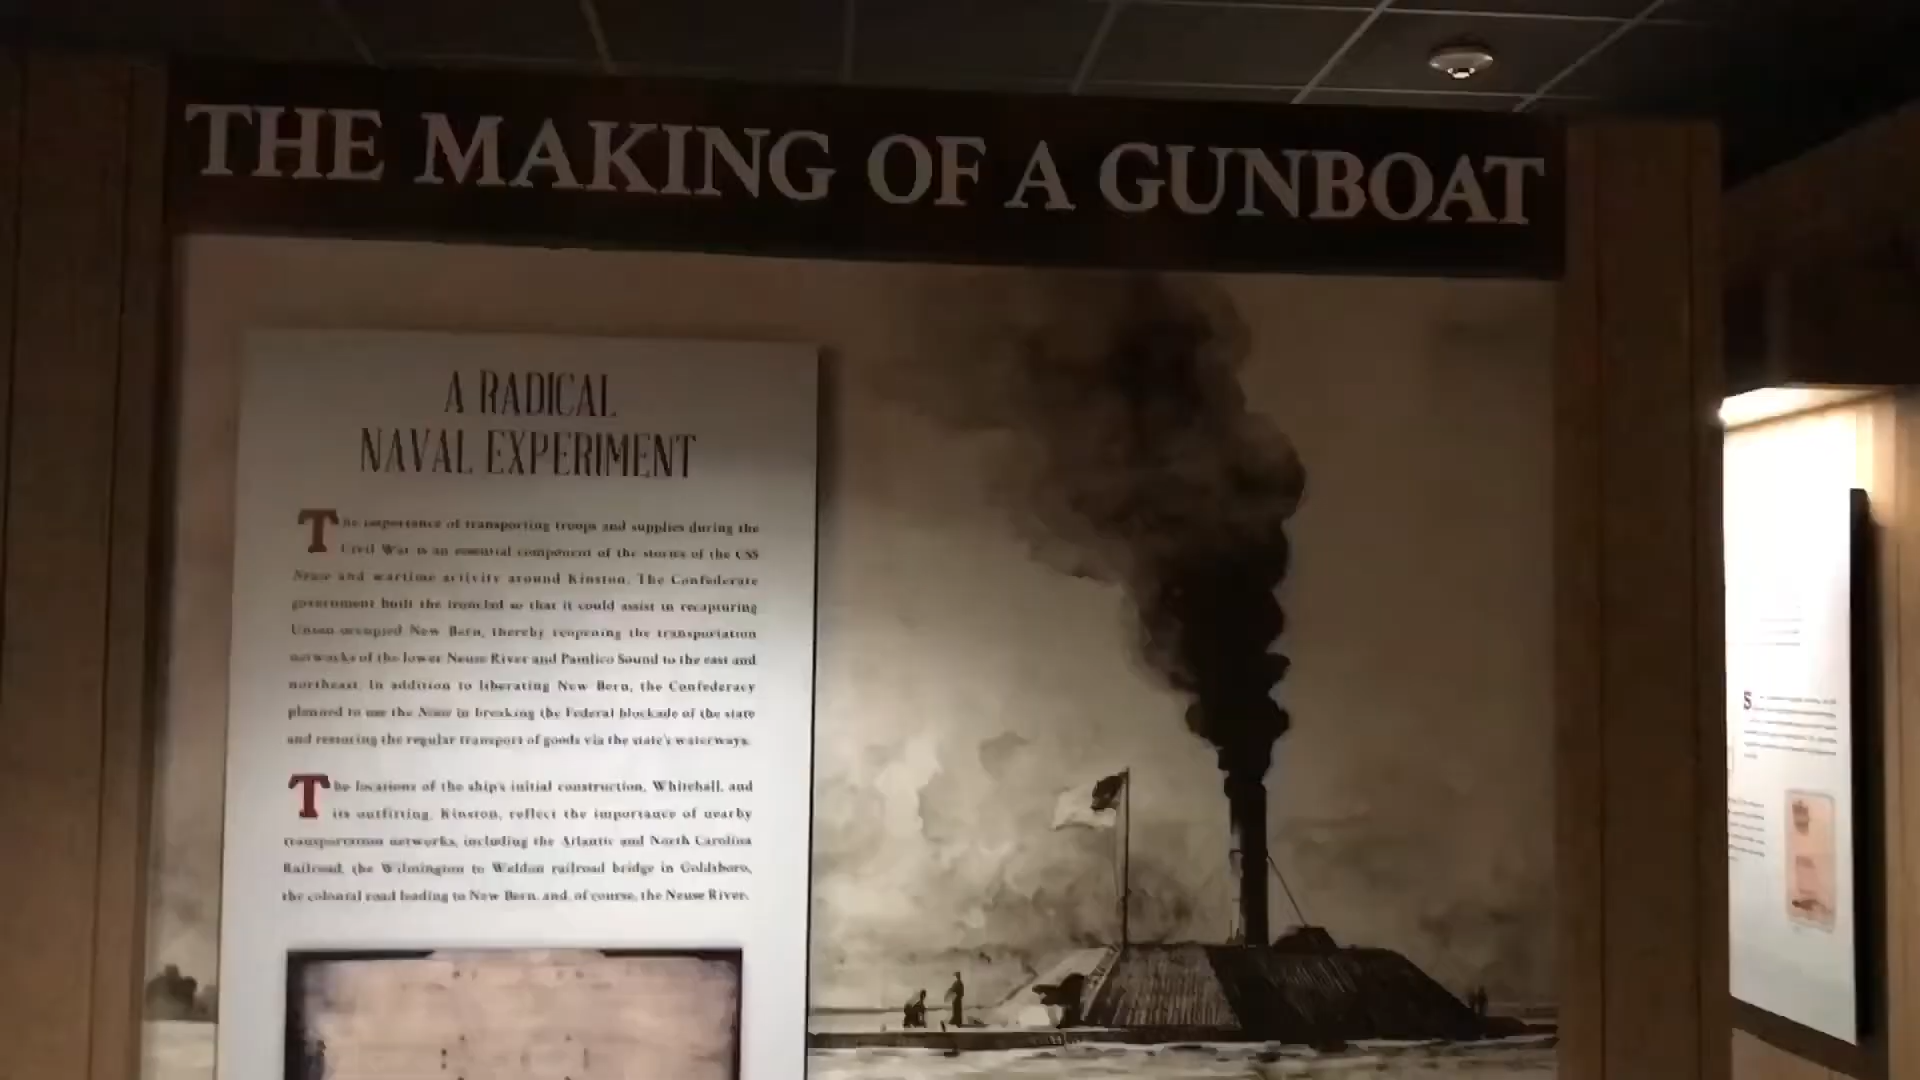 THE MAKING OF A GUNBOAT
A RADICAL
NAVAL EXPERIMENT
The importance of transporting troops and supplies during the
Civil War is an essential component of the stories of the CSS
Neuse and wartime activity around Kinston. The Confederate
government built the ironclad so that it could assist in recapturing
Union-occupied New Bern, thereby reopening the transportation
networks of the lower Neuse River and Pamlico Sound to the east and
northeast. In addition to liberating New Bern, the Confederacy
planned to use the Neuse in breaking the Federal blockade of the state
and restoring the regular transport of goods via the state's waterways.
The locations of the ship's initial construction, Whitehall, and
its outfitting, Kinston, reflect the importance of nearby
transportation networks, including the Atlantic and North Carolina
Railroad, the Wilmington to Weldon railroad bridge in Goldsboro,
the colonial road leading to New Bern, and, of course, the Neuse River.